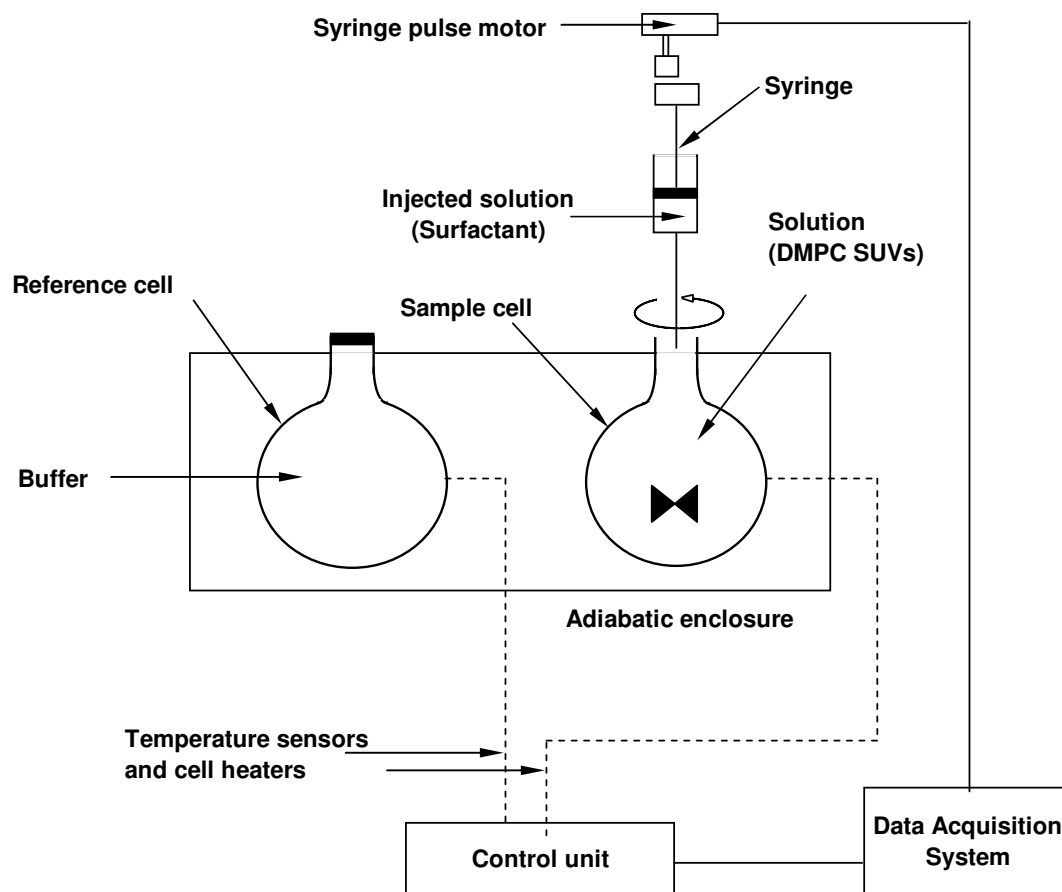 Syringe pulse motor
Syringe
Injected solution
(Surfactant)
Solution
(DMPC SUVs)
Reference cell
Sample cell
Buffer
Adiabatic enclosure
Temperature sensors
and cell heaters
Control unit
Data Acquisition
System